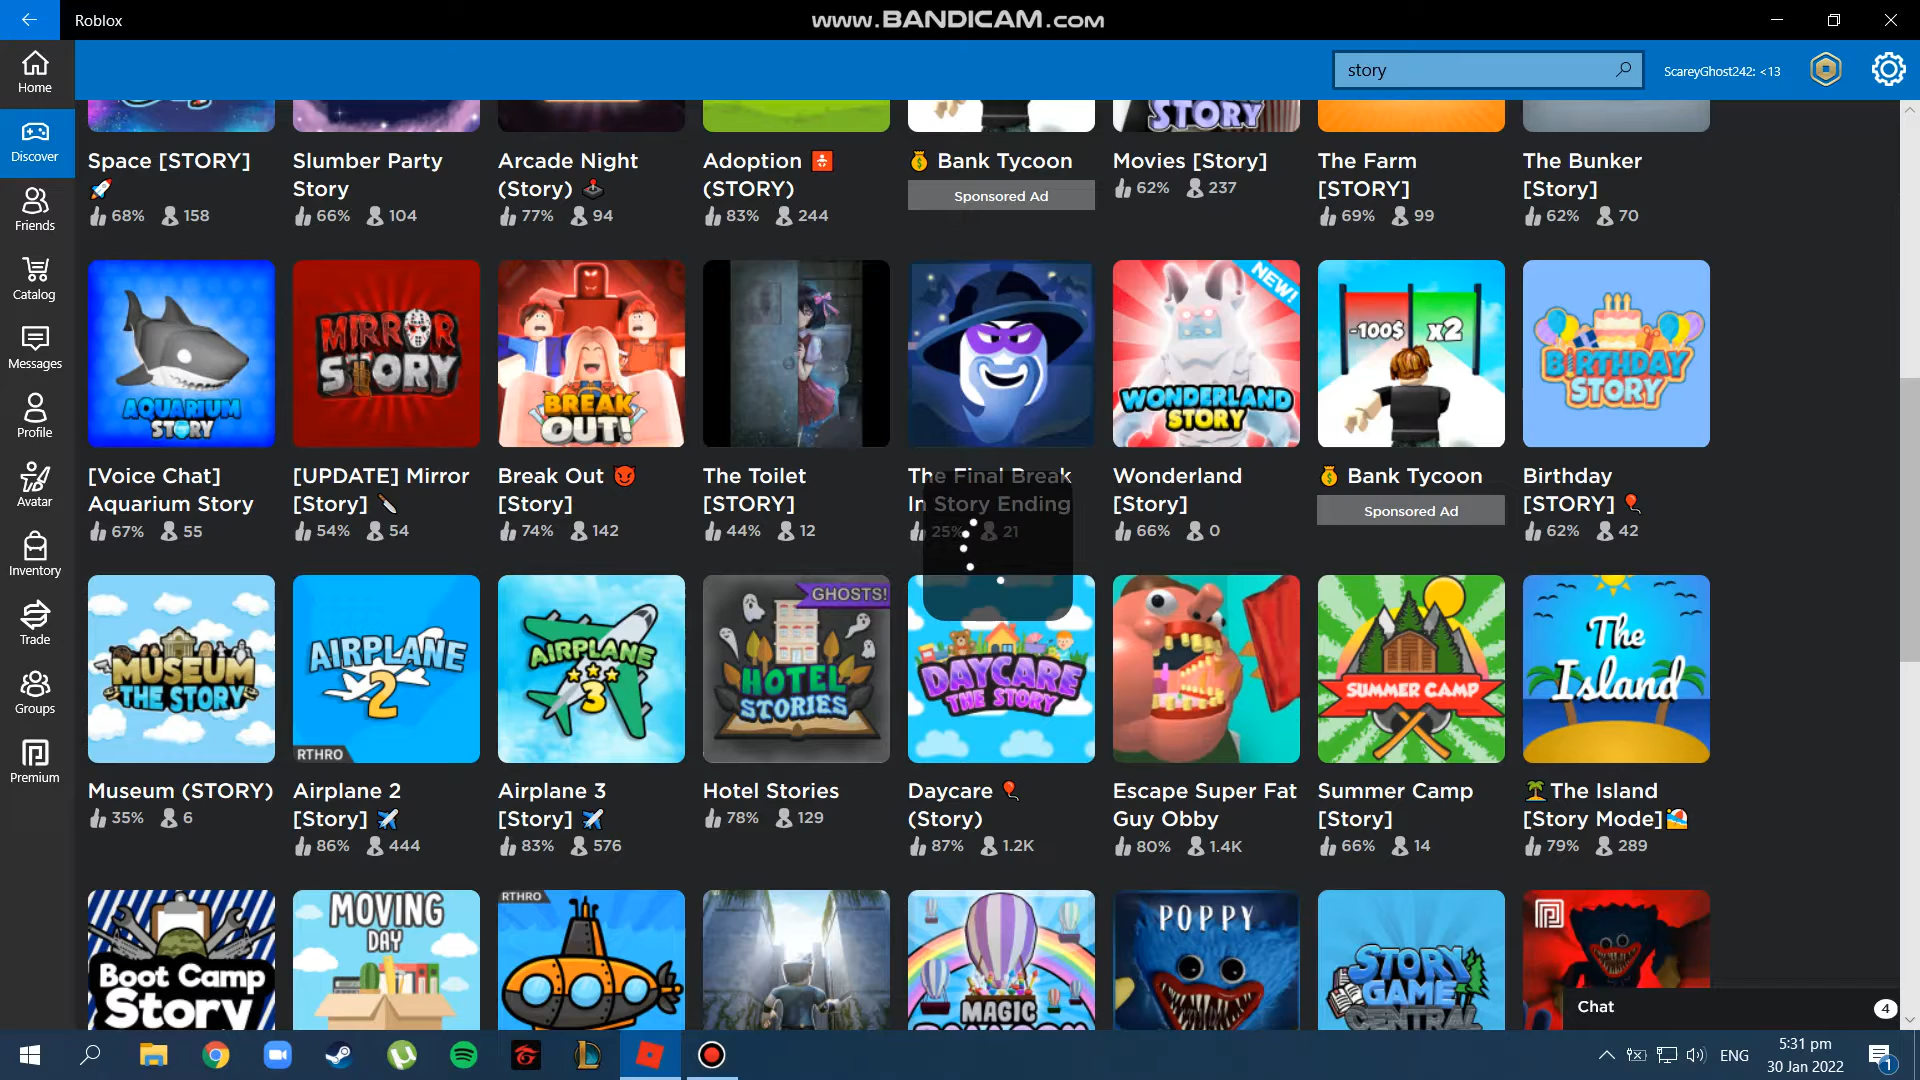 Roblox
www.BANDICAM.com
story
ScareyGhost242: <13
Home
Discover
Friends
Catalog
Messages
Profile
Avatar
Inventory
Trade
Groups
Premium
STORY
Space [STORY]
🚀
68% 158
Slumber Party
Story
66% 104
Arcade Night
(Story) 🕹️
77% 94
Adoption
(STORY)
83% 244
💰 Bank Tycoon
Sponsored Ad
Movies [Story]
62% 237
The Farm
[STORY]
69% 99
The Bunker
[Story]
62% 70
AQUARIUM
STORY
MIRROR
STORY
BREAK
OUT!
NEW!
WONDERLAND
STORY
-100$ x2
BIRTHDAY
STORY
[Voice Chat]
Aquarium Story
67% 55
[UPDATE] Mirror
[Story] 🔪
54% 54
Break Out 😈
[Story]
74% 142
The Toilet
[STORY]
44% 12
The Final Break
In Story Ending
25% 21
Wonderland
[Story]
66% 0
💰 Bank Tycoon
Sponsored Ad
Birthday
[STORY] 🎈
62% 42
MUSEUM
THE STORY
AIRPLANE
2
RTHRO
AIRPLANE
3
GHOSTS!
HOTEL
STORIES
DAYCARE
THE STORY
SUMMER CAMP
The
Island
Museum (STORY)
35% 6
Airplane 2
[Story] ✈️
86% 444
Airplane 3
[Story] ✈️
83% 576
Hotel Stories
78% 129
Daycare 🎈
(Story)
87% 1.2K
Escape Super Fat
Guy Obby
80% 1.4K
Summer Camp
[Story]
66% 14
🏝️The Island
[Story Mode]🏖️
79% 289
Boot Camp
Story
MOVING
DAY
RTHRO
MAGIC
POPPY
STORY
GAME
CENTRAL
Chat
4
ENG
5:31 pm
30 Jan 2022
1